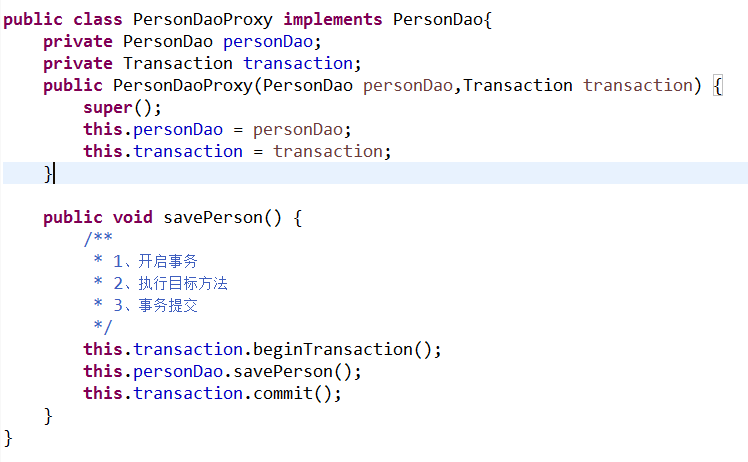 public class PersonDaoProxy implements PersonDao{
    private PersonDao personDao;
    private Transaction transaction;
    public PersonDaoProxy(PersonDao personDao,Transaction transaction) {
        super();
        this.personDao = personDao;
        this.transaction = transaction;
    }
    public void savePerson() {
        /**
         * 1、开启事务
         * 2、执行目标方法
         * 3、事务提交
         */
        this.transaction.beginTransaction();
        this.personDao.savePerson();
        this.transaction.commit();
    }
}